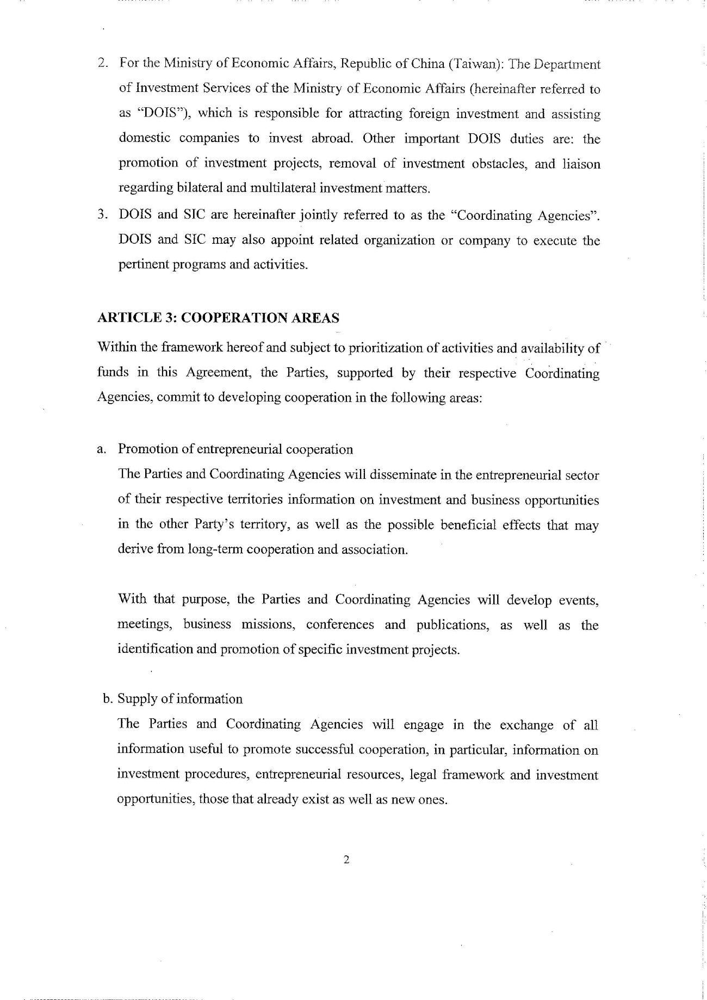 2. For the Ministry of Economic Affairs, Republic of China (Taiwan): The Department
of Investment Services of the Ministry of Economic Affairs (hereinafter referred to
as “DOIS”), which is responsible for attracting foreign investment and assisting
domestic companies to invest abroad. Other important DOIS duties are: the
promotion of investment projects, removal of investment obstacles, and liaison
regarding bilateral and multilateral investment matters.
3. DOIS and SIC are hereinafter jointly referred to as the “Coordinating Agencies”.
DOIS and SIC may also appoint related organization or company to execute the
pertinent programs and activities.
ARTICLE 3: COOPERATION AREAS
Within the framework hereof and subject to prioritization of activities and availability of
funds in this Agreement, the Parties, supported by their respective Coordinating
Agencies, commit to developing cooperation in the following areas:
a. Promotion of entrepreneurial cooperation
The Parties and Coordinating Agencies will disseminate in the entrepreneurial sector
of their respective territories information on investment and business opportunities
in the other Party’s territory, as well as the possible beneficial effects that may
derive from long-term cooperation and association.
With that purpose, the Parties and Coordinating Agencies will develop events,
meetings, business missions, conferences and publications, as well as the
identification and promotion of specific investment projects.
b. Supply of information
The Parties and Coordinating Agencies will engage in the exchange of all
information useful to promote successful cooperation, in particular, information on
investment procedures, entrepreneurial resources, legal framework and investment
opportunities, those that already exist as well as new ones.
2